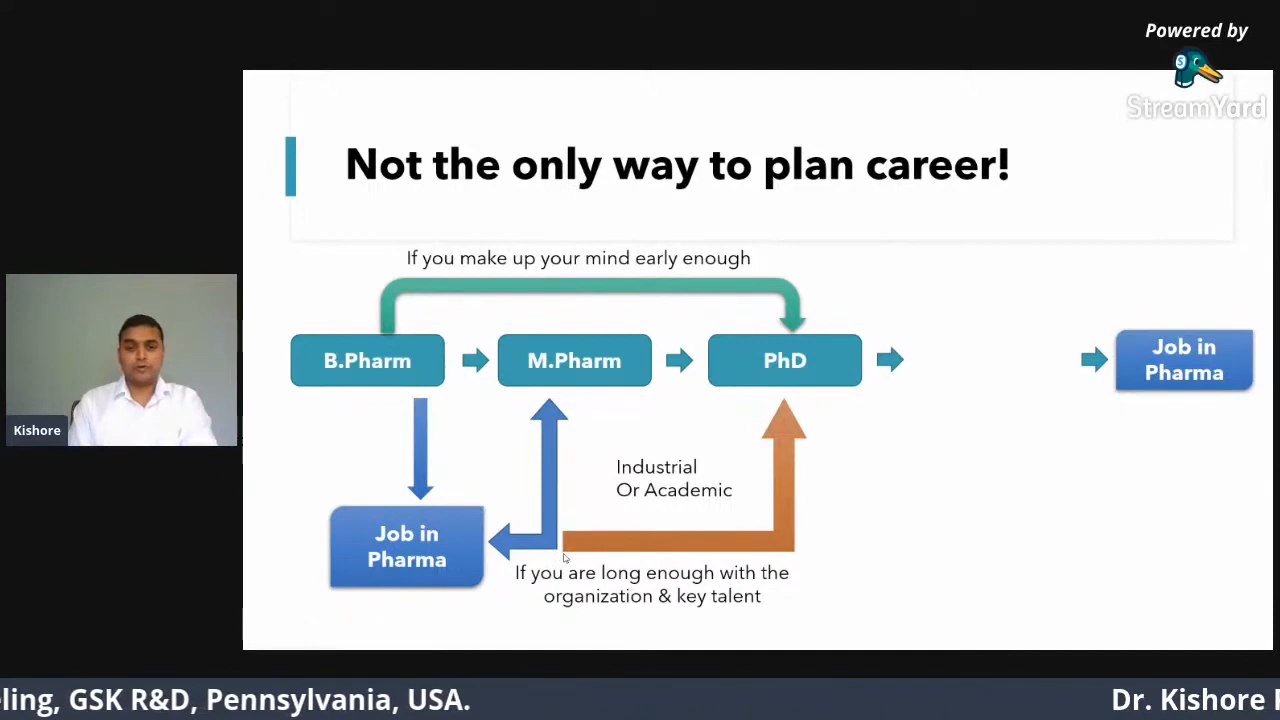 Powered by
StreamYard
Not the only way to plan career!
If you make up your mind early enough
B.Pharm
M.Pharm
PhD
Job in
Pharma
Industrial
Or Academic
Job in
Pharma
If you are long enough with the
organization & key talent
Kishore
eling, GSK R&D, Pennsylvania, USA.
Dr. Kishore